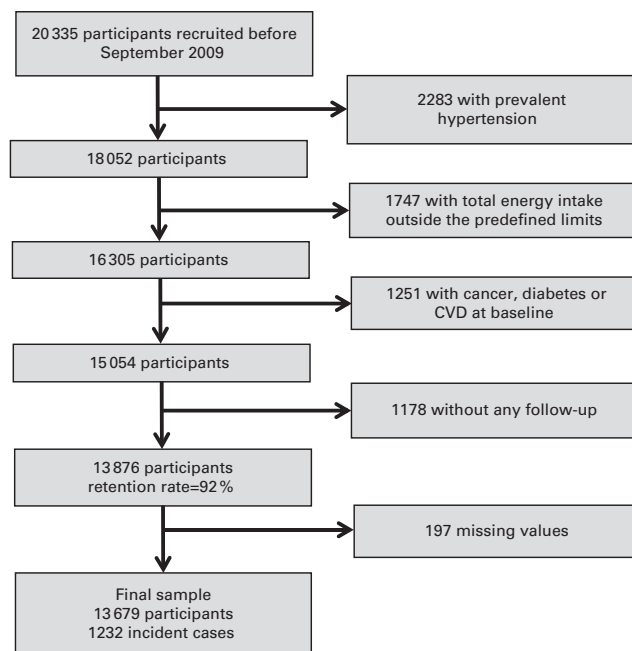 20 335 participants recruited before
September 2009
2283 with prevalent
hypertension
18 052 participants
1747 with total energy intake
outside the predefined limits
16 305 participants
1251 with cancer, diabetes or
CVD at baseline
15 054 participants
1178 without any follow-up
13 876 participants
retention rate=92 %
197 missing values
Final sample
13 679 participants
1232 incident cases